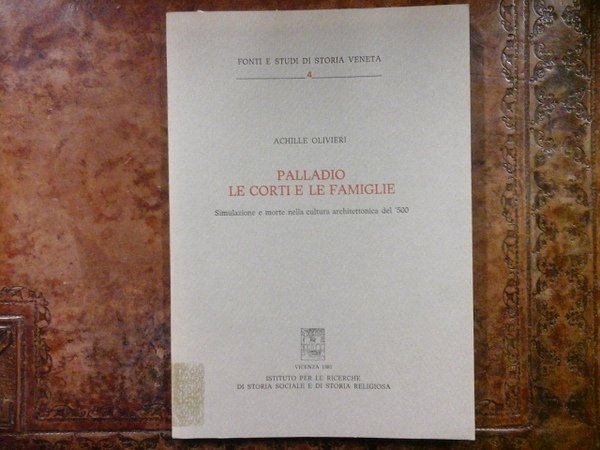 FONTI E STUDI DI STORIA VENETA
4
ACHILLE OLIVIERI
PALLADIO
LE CORTI E LE FAMIGLIE
Simulazione e morte nella cultura architettonica del '500
VICENZA 1981
ISTITUTO PER LE RICERCHE
DI STORIA SOCIALE E DI STORIA RELIGIOSA